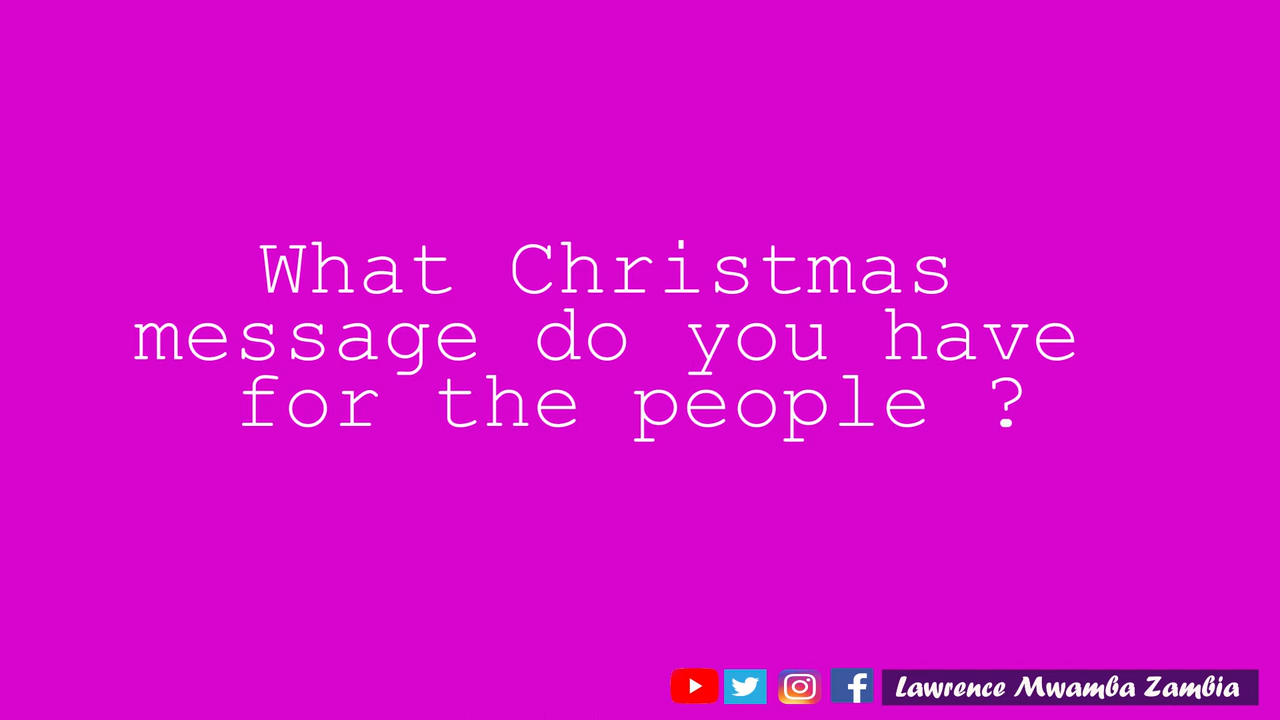 What Christmas
message do you have
for the people ?
Lawrence Mwamba Zambia